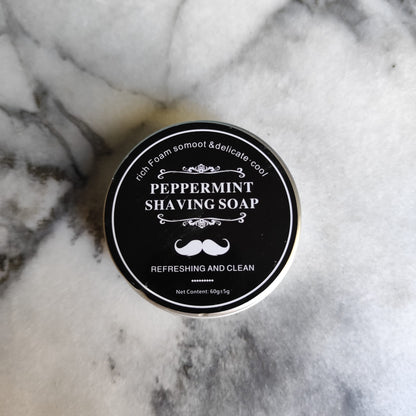 rich Foam somoot &delicate·cool
PEPPERMINT
SHAVING SOAP
REFRESHING AND CLEAN
Net Content: 60g±5g